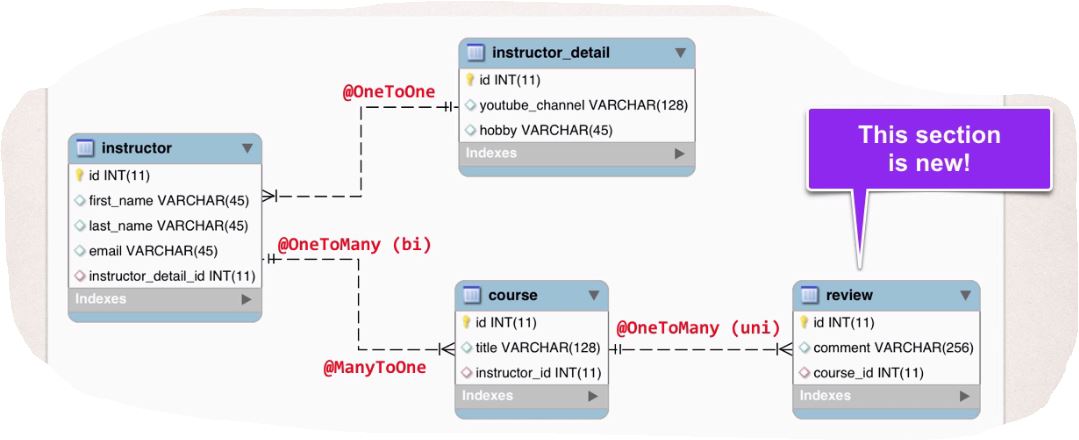 instructor_detail
id INT(11)
youtube_channel VARCHAR(128)
hobby VARCHAR(45)
Indexes
@OneToOne
This section
is new!
instructor
id INT(11)
first_name VARCHAR(45)
last_name VARCHAR(45)
email VARCHAR(45)
instructor_detail_id INT(11)
Indexes
@OneToMany (bi)
@ManyToOne
course
id INT(11)
title VARCHAR(128)
instructor_id INT(11)
Indexes
@OneToMany (uni)
review
id INT(11)
comment VARCHAR(256)
course_id INT(11)
Indexes